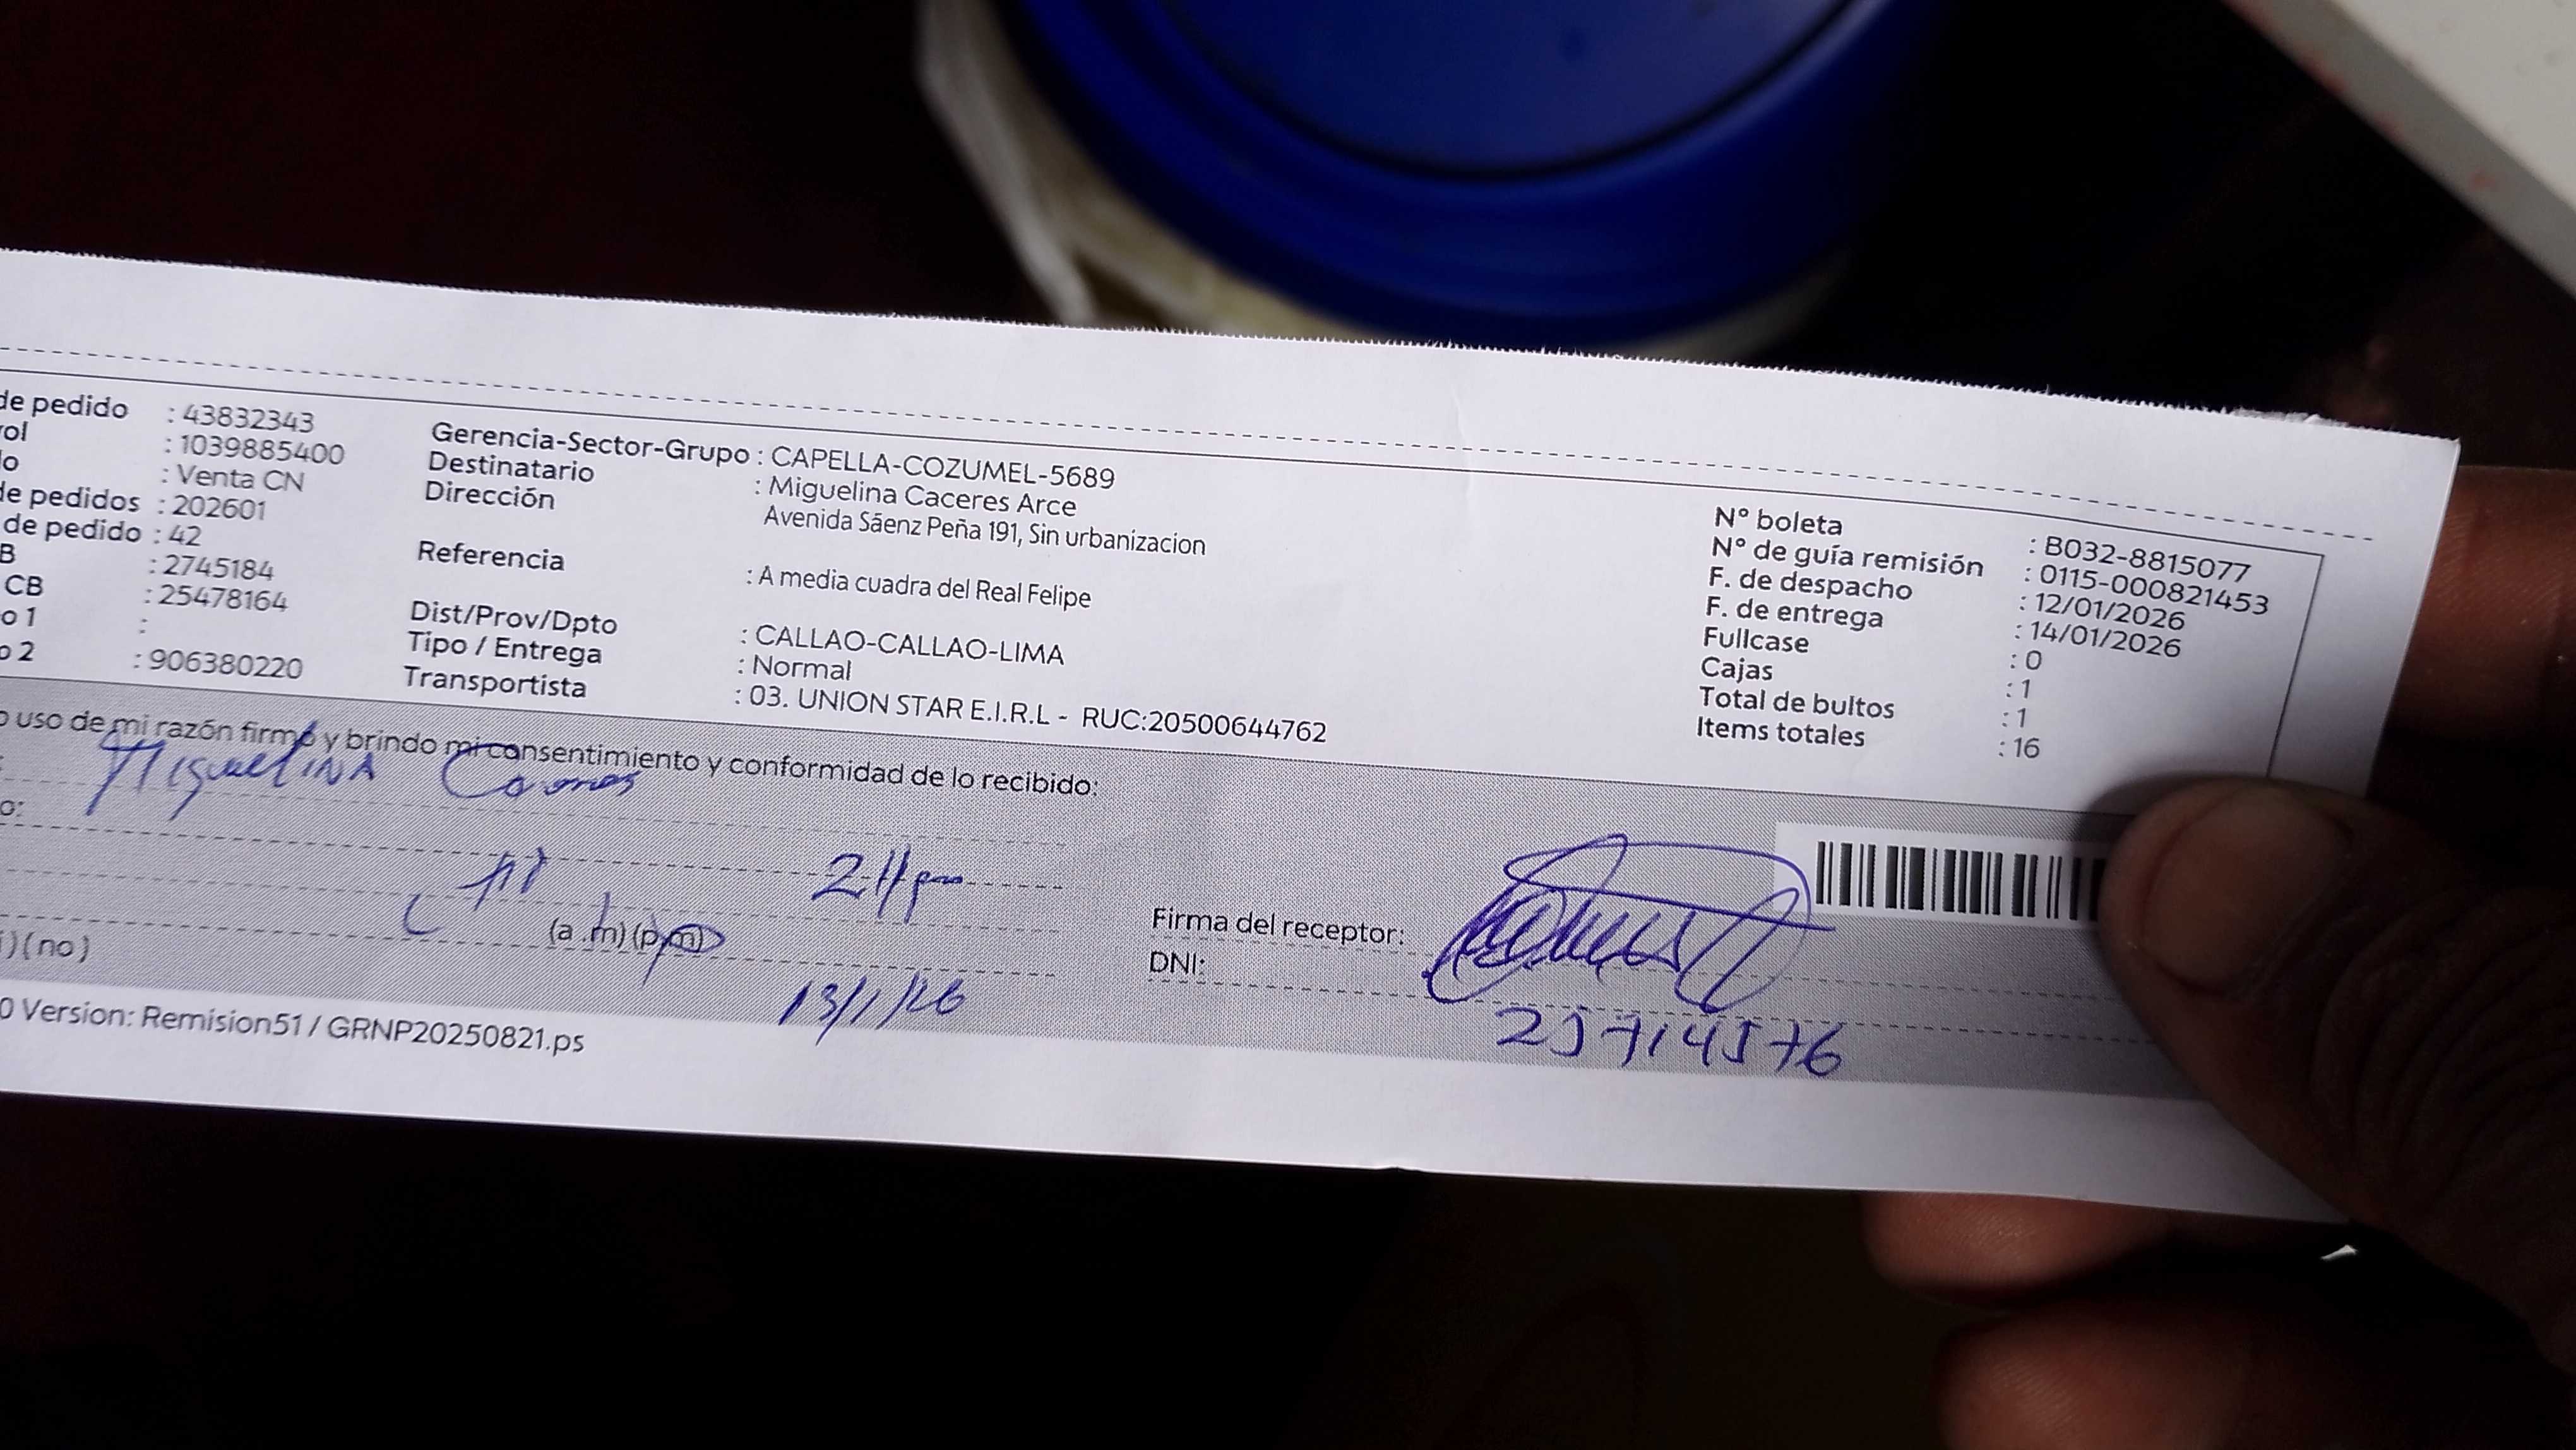 de pedido : 43832343
rol : 1039885400
lo : Venta CN
de pedidos : 202601
de pedido : 42
B : 2745184
CB : 25478164
o 1 :
o 2 : 906380220
Gerencia-Sector-Grupo : CAPELLA-COZUMEL-5689
Destinatario : Miguelina Caceres Arce
Dirección Avenida Sáenz Peña 191, Sin urbanizacion
Referencia : A media cuadra del Real Felipe
Dist/Prov/Dpto : CALLAO-CALLAO-LIMA
Tipo / Entrega : Normal
Transportista : 03. UNION STAR E.I.R.L - RUC:20500644762
N° boleta : B032-8815077
N° de guía remisión : 0115-000821453
F. de despacho : 12/01/2026
F. de entrega : 14/01/2026
Fullcase : 0
Cajas : 1
Total de bultos : 1
Items totales : 16
o uso de mi razón firmo y brindo mi consentimiento y conformidad de lo recibido:
: Miguelina
o:
(a .m) (p.m)
i) (no)
13/1/26
Firma del receptor:
DNI: 25714576
0 Version: Remision51 / GRNP20250821.ps